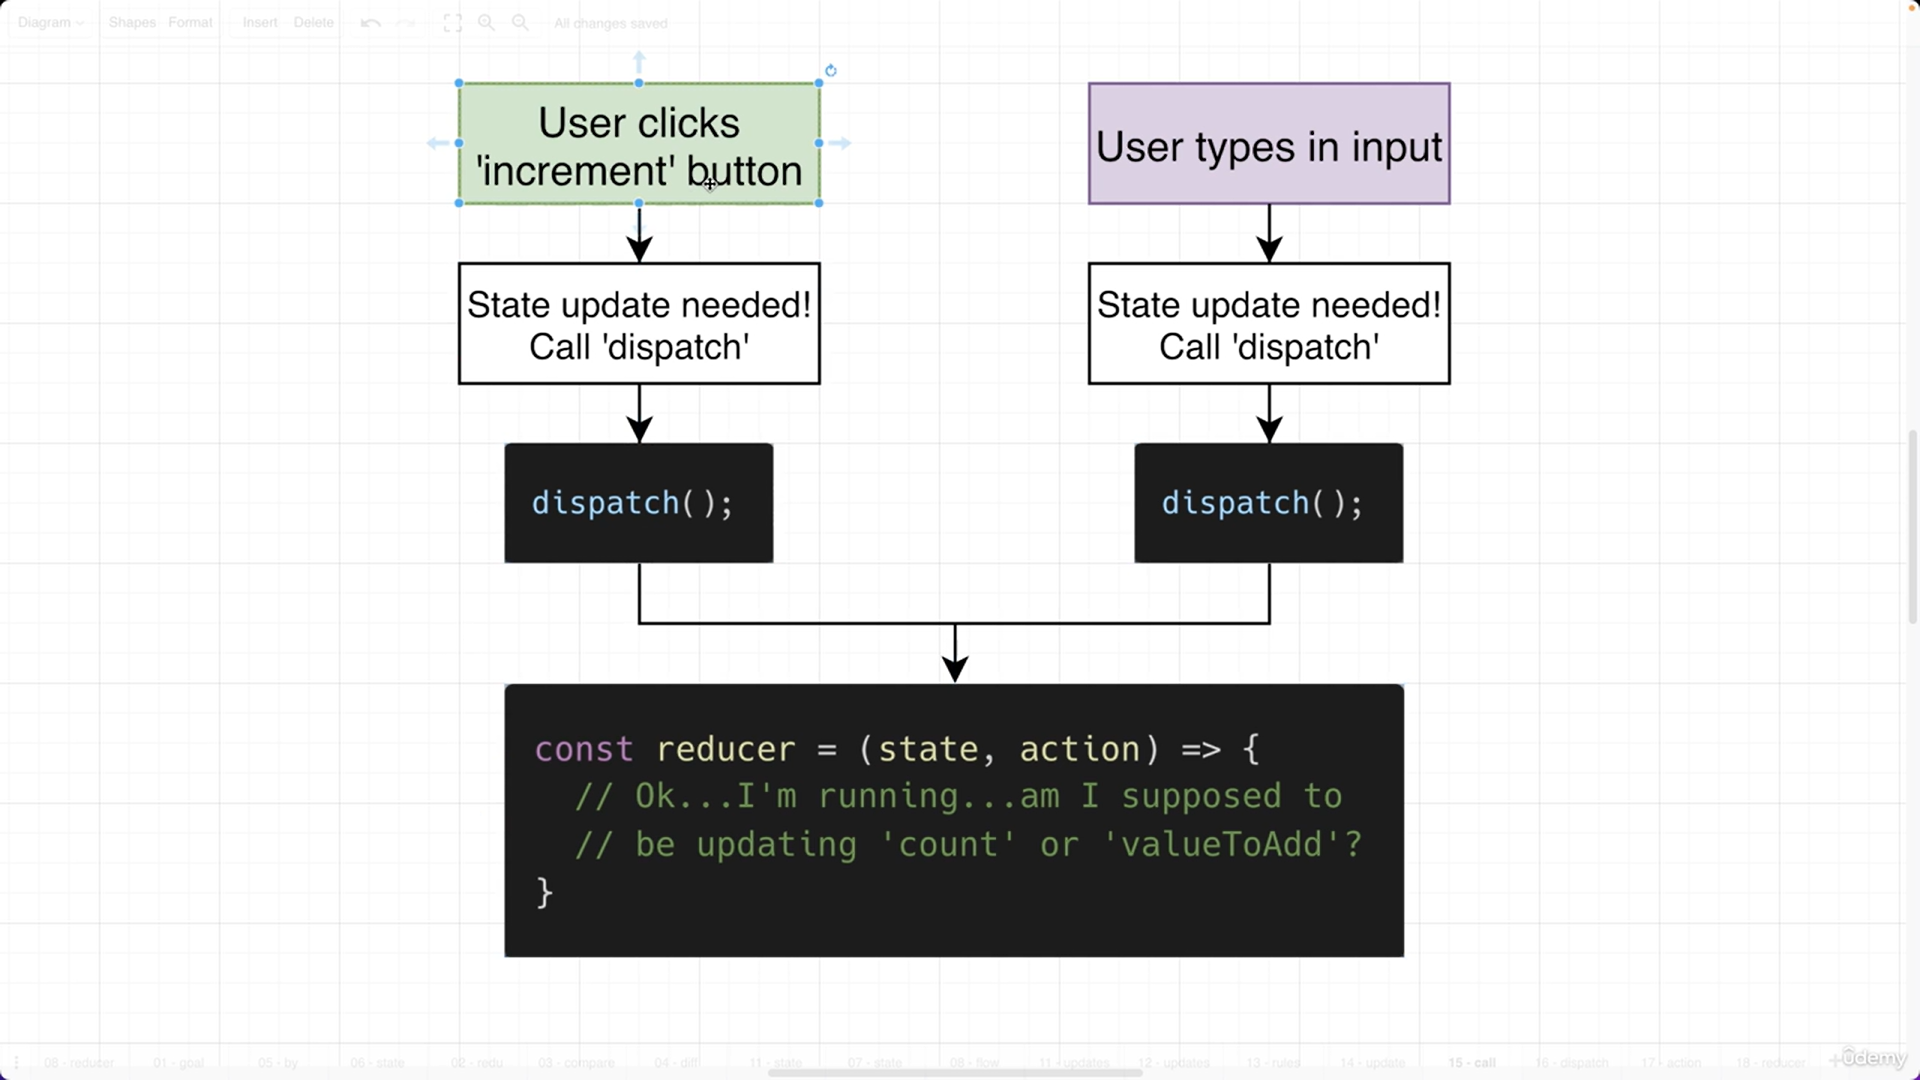 Diagram Shapes Format Insert Delete All changes saved
User clicks
'increment' button
User types in input
State update needed!
Call 'dispatch'
State update needed!
Call 'dispatch'
dispatch();
dispatch();
const reducer = (state, action) => {
// Ok...I'm running...am I supposed to
// be updating 'count' or 'valueToAdd'?
}
08 - reducer 01 - goal 05 - by 06 - state 02 - redu 03 - compare 04 - diff 11 - state 07 - state 08 - flow 11 - updates 12 - updates 13 - rules 14 - update 15 - call 16 - dispatch 17 - action 18 - reducer
ûdemy